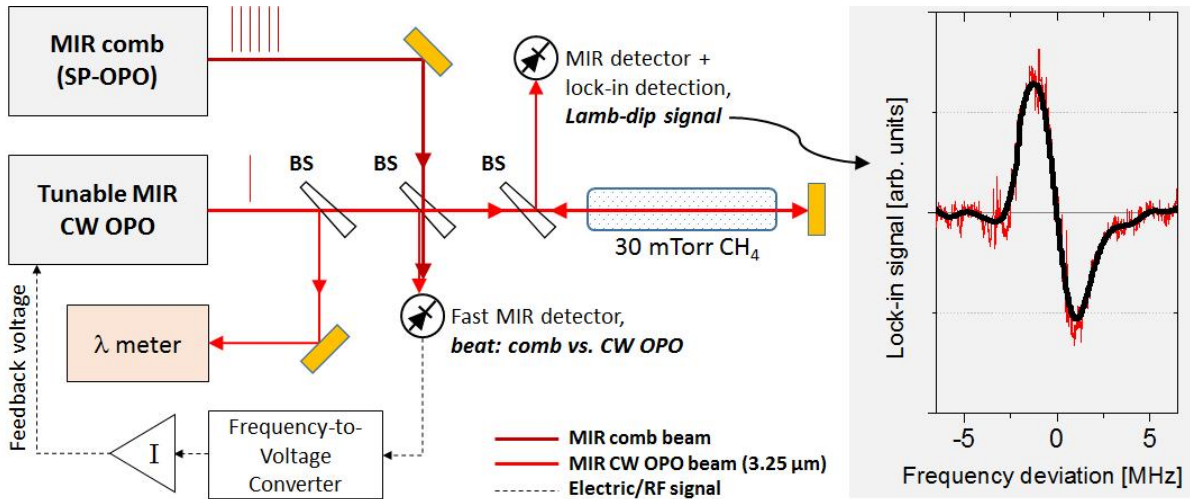 MIR comb
(SP-OPO)
MIR detector +
lock-in detection,
Lamb-dip signal
BS
BS
BS
Tunable MIR
CW OPO
30 mTorr CH₄
Fast MIR detector,
beat: comb vs. CW OPO
λ meter
Feedback voltage
I
Frequency-to-
Voltage
Converter
MIR comb beam
MIR CW OPO beam (3.25 μm)
Electric/RF signal
Lock-in signal [arb. units]
-5 0 5
Frequency deviation [MHz]